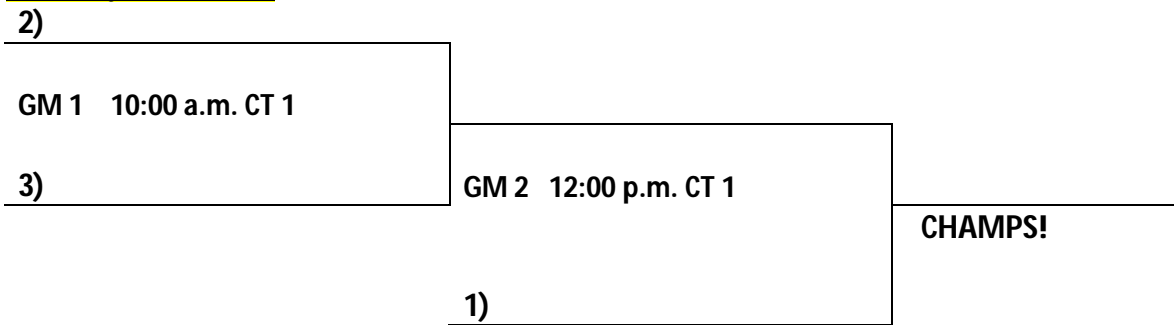 2)
GM 1 10:00 a.m. CT 1
3)
GM 2 12:00 p.m. CT 1
CHAMPS!
1)